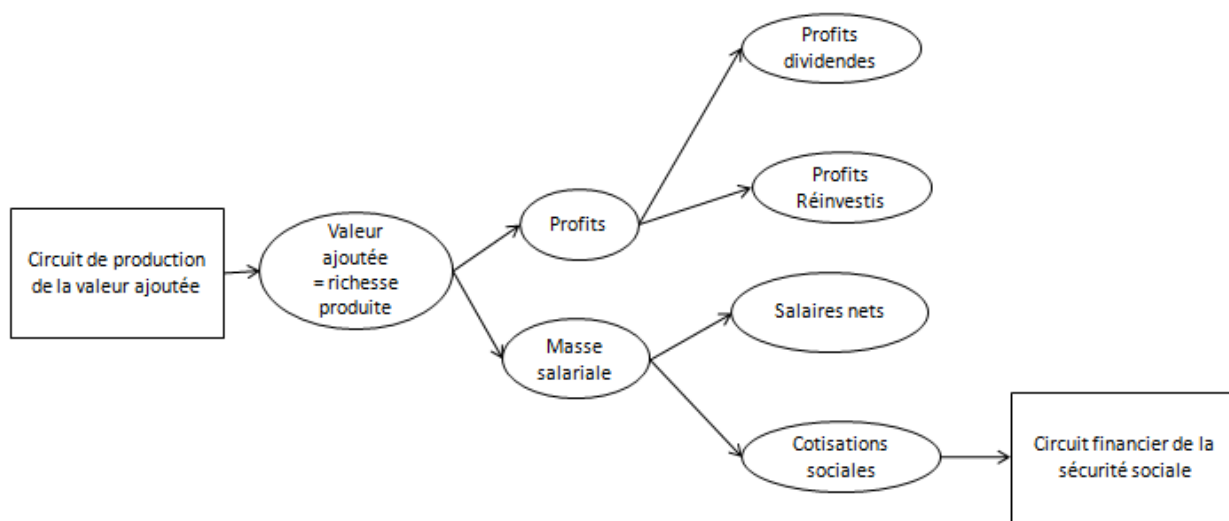 Circuit de production
de la valeur ajoutée
Valeur
ajoutée
= richesse
produite
Profits
Masse
salariale
Profits
dividendes
Profits
Réinvestis
Salaires nets
Cotisations
sociales
Circuit financier de la
sécurité sociale